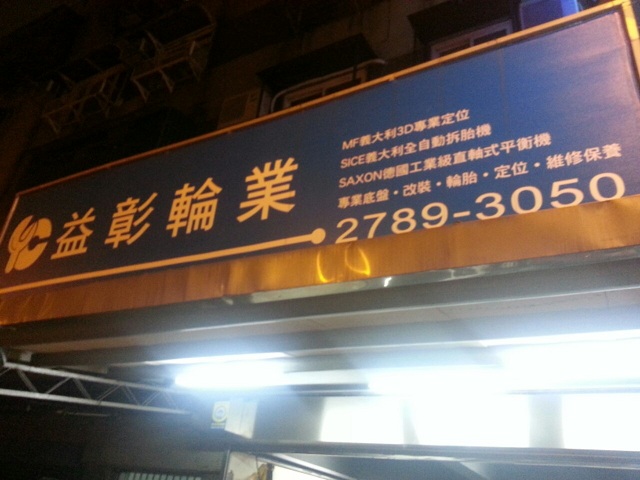 益彰輪業
MF義大利3D專業定位
SICE義大利全自動拆胎機
SAXON德國工業級直軸式平衡機
專業底盤・改裝・輪胎・定位・維修保養
2789-3050